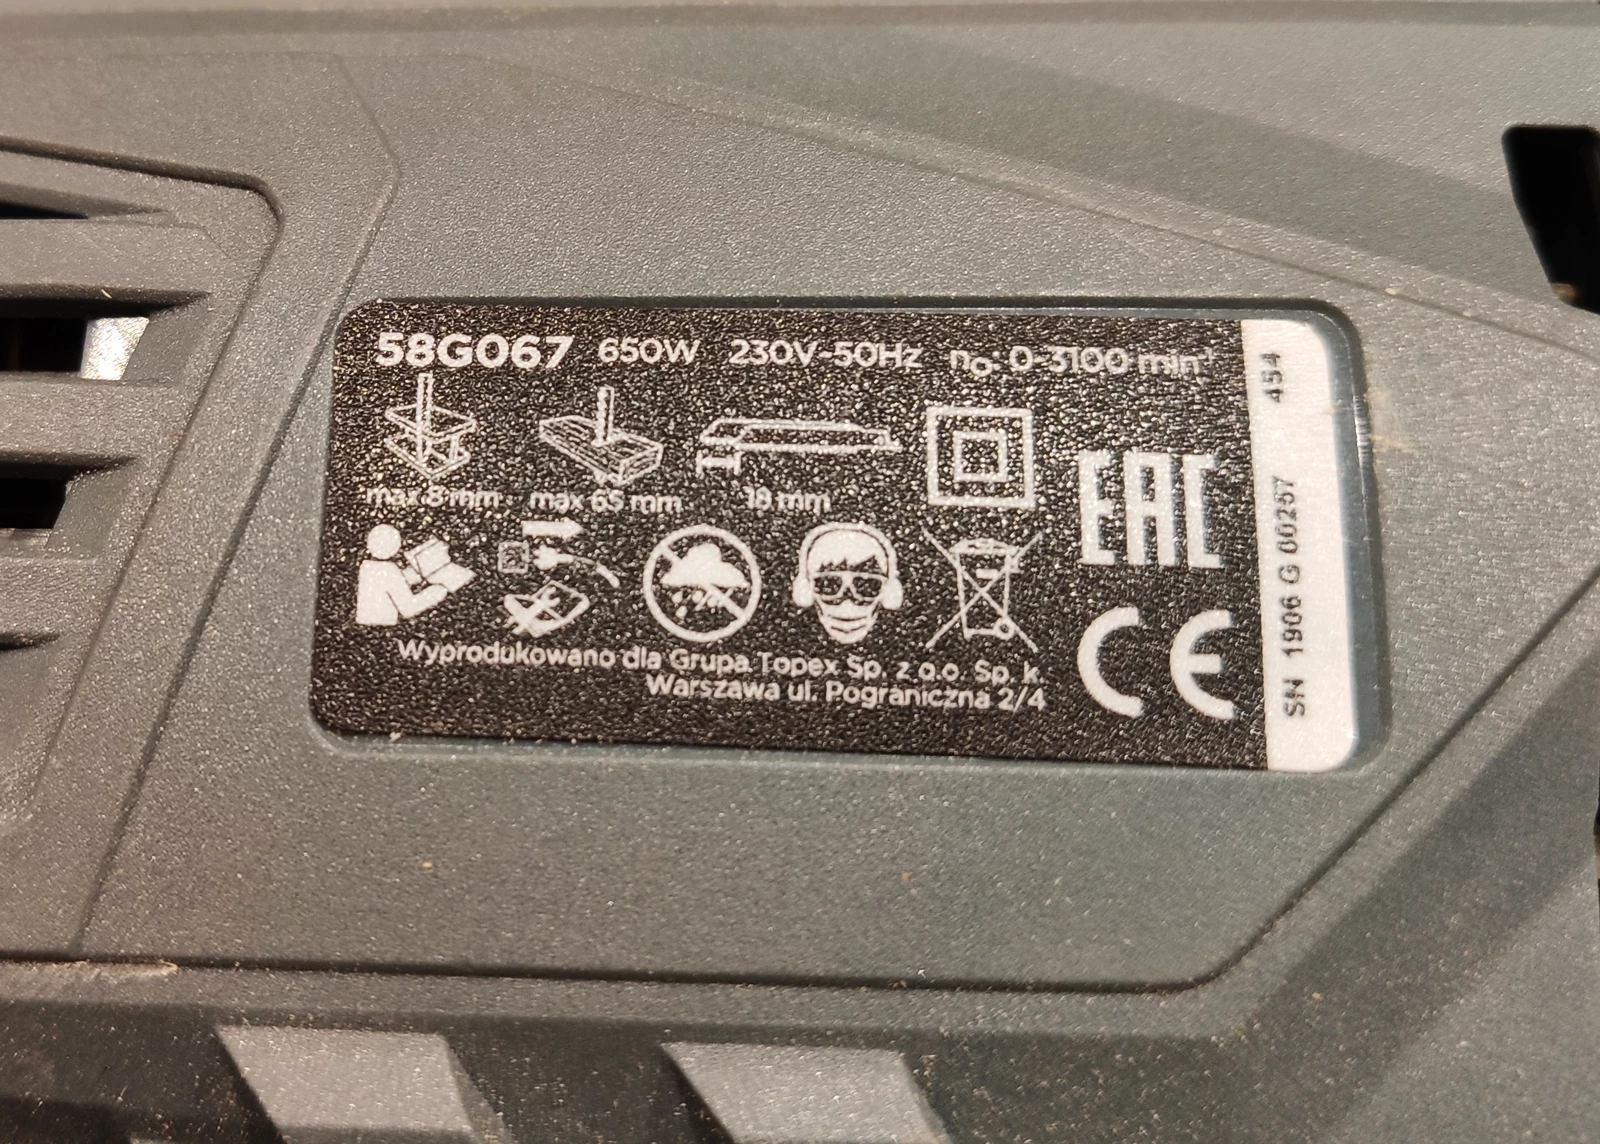 58G067 650W 230V-50Hz n₀: 0-3100 min⁻¹
max 8 mm max 65 mm 18 mm
EAC
Wyprodukowano dla Grupa Topex Sp. z o.o. Sp. k.
Warszawa ul. Pograniczna 2/4
CE
SN 1906 G 00257 454